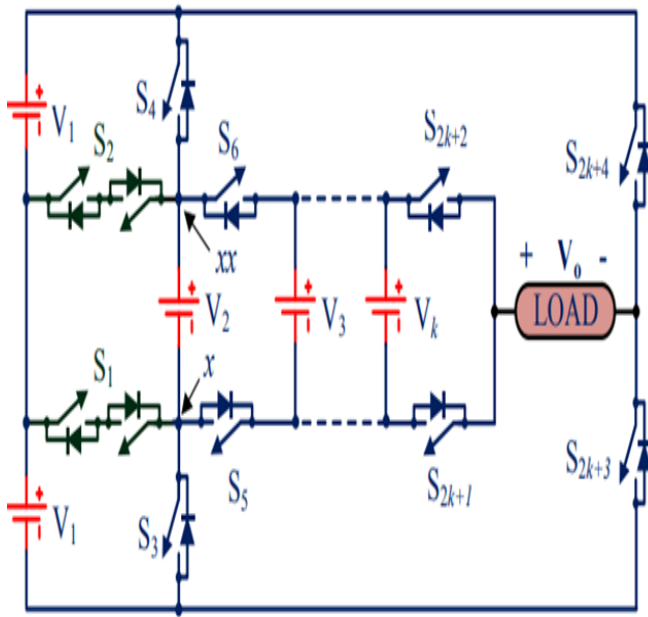 S4
V1
S2
S6
S2k+2
S2k+4
xx
+ Vo -
V2
V3
Vk
LOAD
x
S1
S5
S2k+1
S2k+3
V1
S3